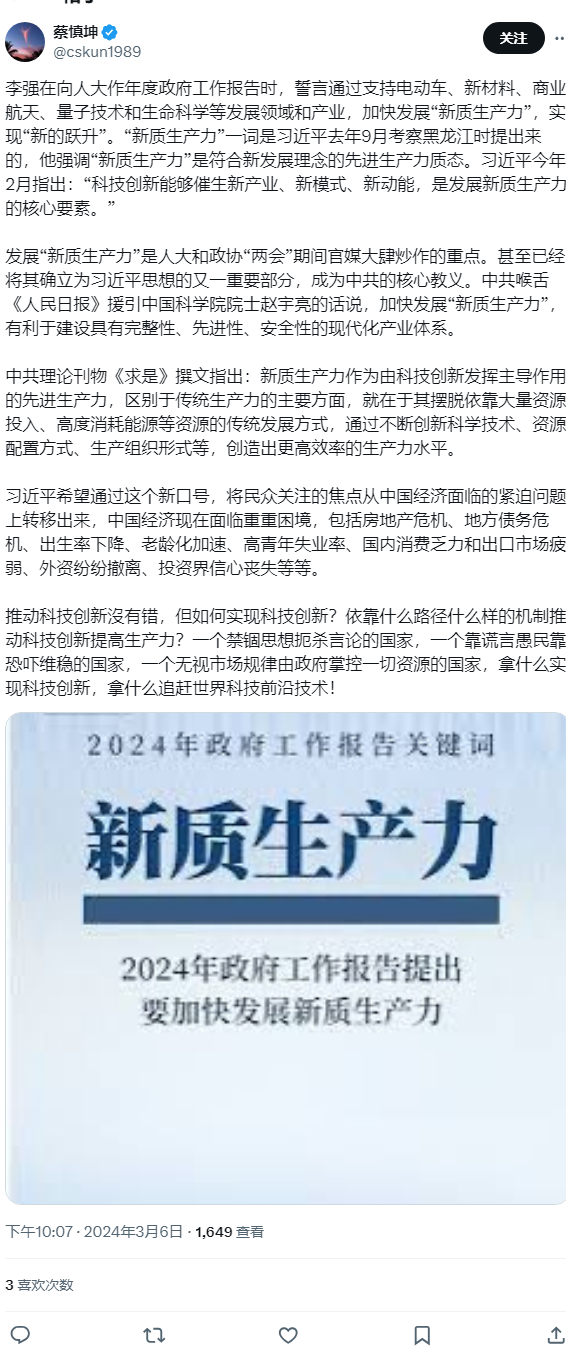 蔡慎坤
@cskun1989
关注
李强在向人大作年度政府工作报告时，誓言通过支持电动车、新材料、商业
航天、量子技术和生命科学等发展领域和产业，加快发展“新质生产力”，实
现“新的跃升”。“新质生产力”一词是习近平去年9月考察黑龙江时提出来
的，他强调“新质生产力”是符合新发展理念的先进生产力质态。习近平今年
2月指出：“科技创新能够催生新产业、新模式、新动能，是发展新质生产力
的核心要素。”
发展“新质生产力”是人大和政协“两会”期间官媒大肆炒作的重点。甚至已经
将其确立为习近平思想的又一重要部分，成为中共的核心教义。中共喉舌
《人民日报》援引中国科学院院士赵宇亮的话说，加快发展“新质生产力”，
有利于建设具有完整性、先进性、安全性的现代化产业体系。
中共理论刊物《求是》撰文指出：新质生产力作为由科技创新发挥主导作用
的先进生产力，区别于传统生产力的主要方面，就在于其摆脱依靠大量资源
投入、高度消耗能源等资源的传统发展方式，通过不断创新科学技术、资源
配置方式、生产组织形式等，创造出更高效率的生产力水平。
习近平希望通过这个新口号，将民众关注的焦点从中国经济面临的紧迫问题
上转移出来，中国经济现在面临重重困境，包括房地产危机、地方债务危
机、出生率下降、老龄化加速、高青年失业率、国内消费乏力和出口市场疲
弱、外资纷纷撤离、投资界信心丧失等等。
推动科技创新沒有错，但如何实现科技创新？依靠什么路径什么样的机制推
动科技创新提高生产力？一个禁锢思想扼杀言论的国家，一个靠谎言愚民靠
恐吓维稳的国家，一个无视市场规律由政府掌控一切资源的国家，拿什么实
现科技创新，拿什么追赶世界科技前沿技术！
2024年政府工作报告关键词
新质生产力
2024年政府工作报告提出
要加快发展新质生产力
下午10:07 · 2024年3月6日 · 1,649 查看
3 喜欢次数